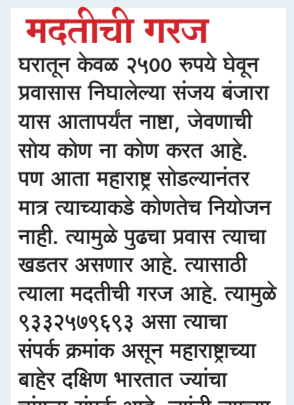 मदतीची गरज
घरातून केवळ २५०० रुपये घेवून
प्रवासास निघालेल्या संजय बंजारा
यास आतापर्यंत नाष्टा, जेवणाची
सोय कोण ना कोण करत आहे.
पण आता महाराष्ट्र सोडल्यानंतर
मात्र त्याच्याकडे कोणतेच नियोजन
नाही. त्यामुळे पुढचा प्रवास त्याचा
खडतर असणार आहे. त्यासाठी
त्याला मदतीची गरज आहे. त्यामुळे
९३३२५७९६९३ असा त्याचा
संपर्क क्रमांक असून महाराष्ट्राच्या
बाहेर दक्षिण भारतात ज्यांचा